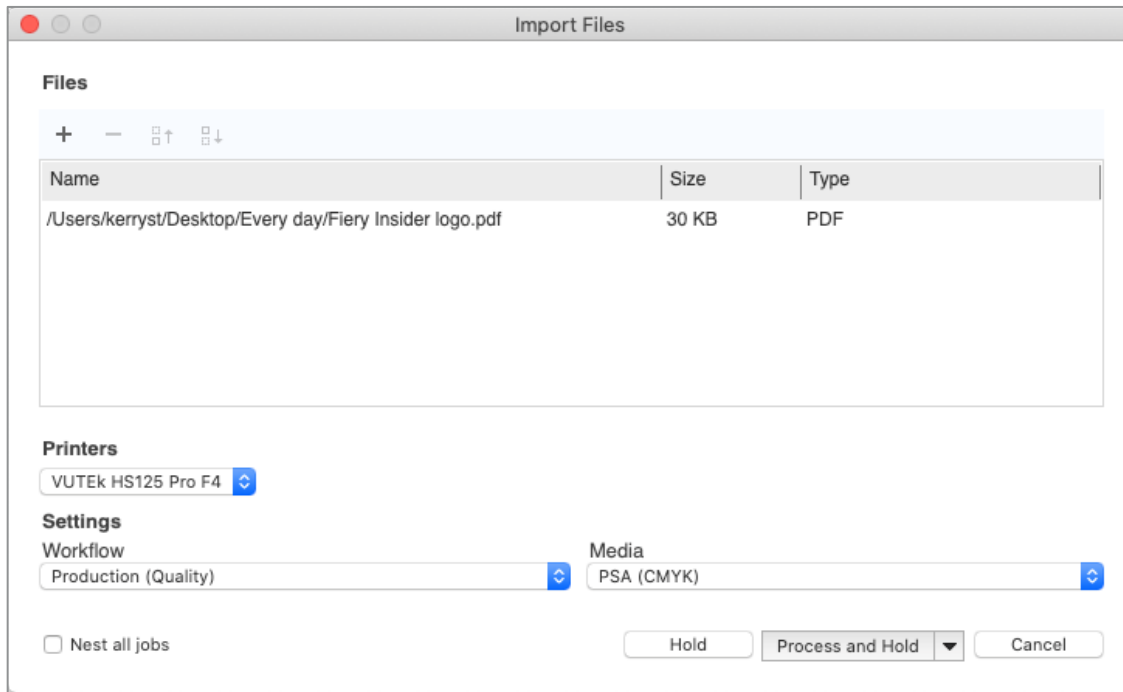 Import Files
Files
Name Size Type
/Users/kerryst/Desktop/Every day/Fiery Insider logo.pdf 30 KB PDF
Printers
VUTEk HS125 Pro F4
Settings
Workflow Media
Production (Quality) PSA (CMYK)
Nest all jobs Hold Process and Hold Cancel